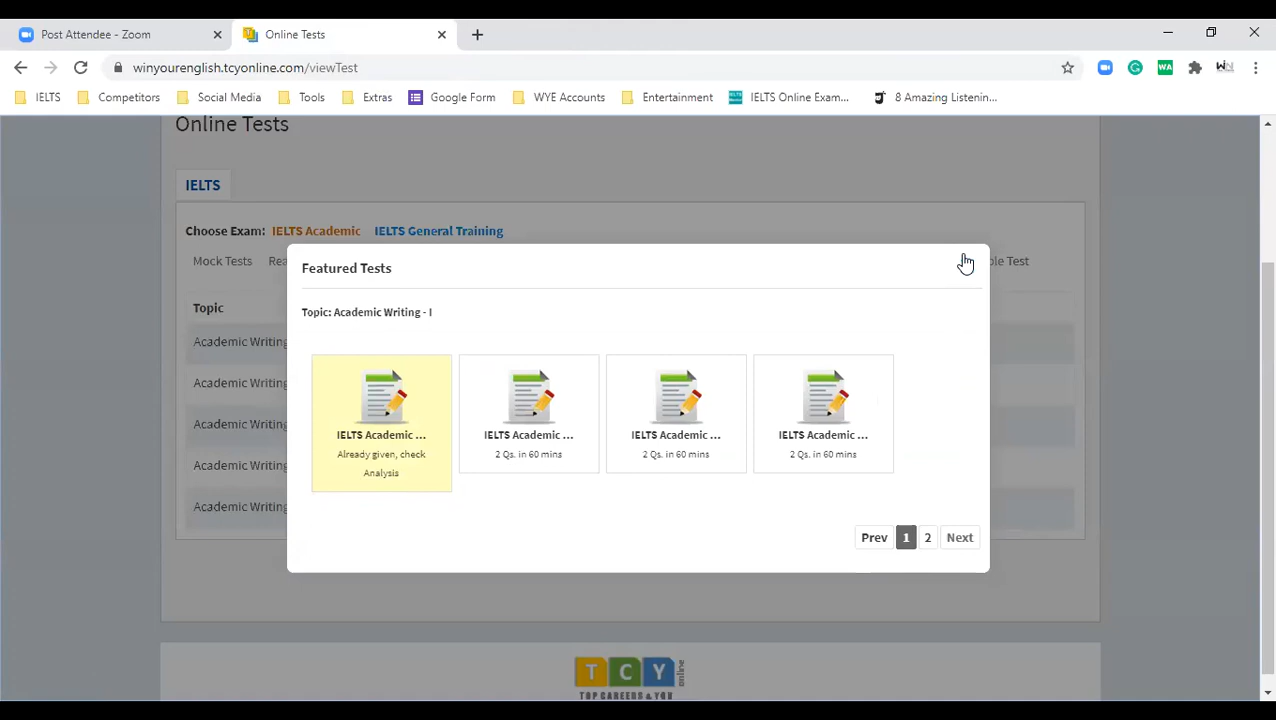 Post Attendee - Zoom
Online Tests
winyourenglish.tcyonline.com/viewTest
WA
IELTS
Competitors
Social Media
Tools
Extras
Google Form
WYE Accounts
Entertainment
IELTS Online Exam...
8 Amazing Listenin...
Online Tests
IELTS
Choose Exam: IELTS Academic IELTS General Training
Mock Tests
Topic
Academic Writing
Academic Writing
Academic Writing
Academic Writing
Academic Writing
Test
Featured Tests
Topic: Academic Writing - I
IELTS Academic ...
Already given, check
Analysis
IELTS Academic ...
2 Qs. in 60 mins
IELTS Academic ...
2 Qs. in 60 mins
IELTS Academic ...
2 Qs. in 60 mins
Prev 1 2 Next
TCY online
TOP CAREERS & YOU